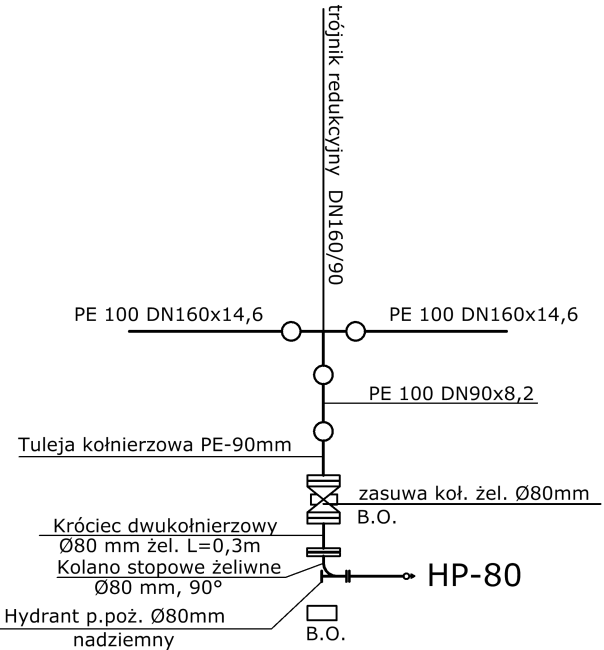 trójnik redukcyjny DN160/90
PE 100 DN160x14,6
PE 100 DN160x14,6
PE 100 DN90x8,2
Tuleja kołnierzowa PE-90mm
zasuwa koł. żel. Ø80mm
B.O.
Króciec dwukołnierzowy
Ø80 mm żel. L=0,3m
Kolano stopowe żeliwne
Ø80 mm, 90°
HP-80
Hydrant p.poż. Ø80mm
nadziemny
B.O.